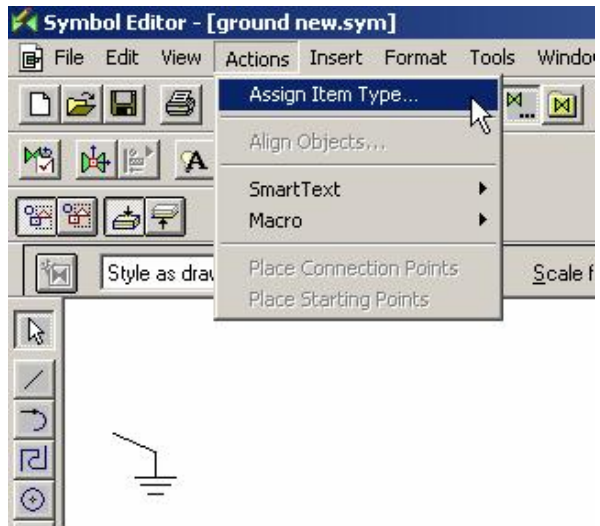 Symbol Editor - [ground new.sym]
File Edit View Actions Insert Format Tools
Assign Item Type...
Align Objects...
SmartText
Macro
Place Connection Points
Place Starting Points
A
Style as
Scale